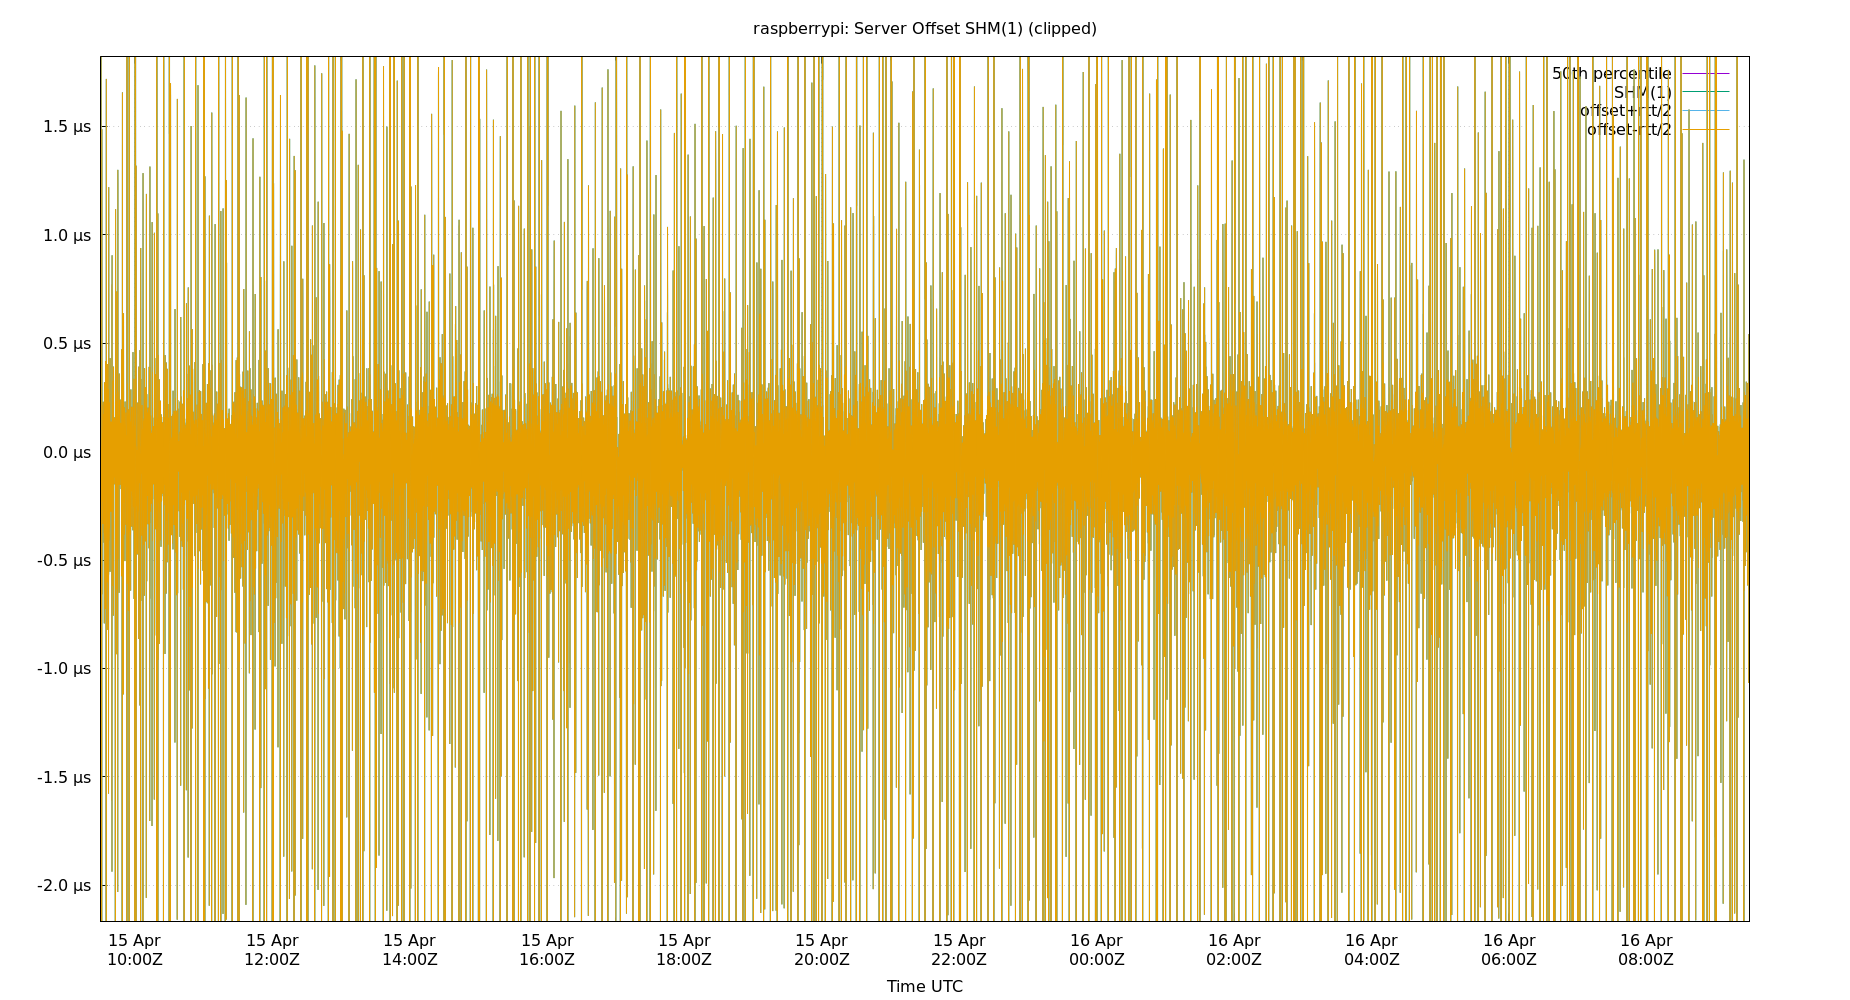 raspberrypi: Server Offset SHM(1) (clipped)
50th percentile
SHM(1)
offset+rtt/2
offset-rtt/2
1.5 µs
1.0 µs
0.5 µs
0.0 µs
-0.5 µs
-1.0 µs
-1.5 µs
-2.0 µs
15 Apr 15 Apr 15 Apr 15 Apr 15 Apr 15 Apr 15 Apr 16 Apr 16 Apr 16 Apr 16 Apr 16 Apr
10:00Z 12:00Z 14:00Z 16:00Z 18:00Z 20:00Z 22:00Z 00:00Z 02:00Z 04:00Z 06:00Z 08:00Z
Time UTC